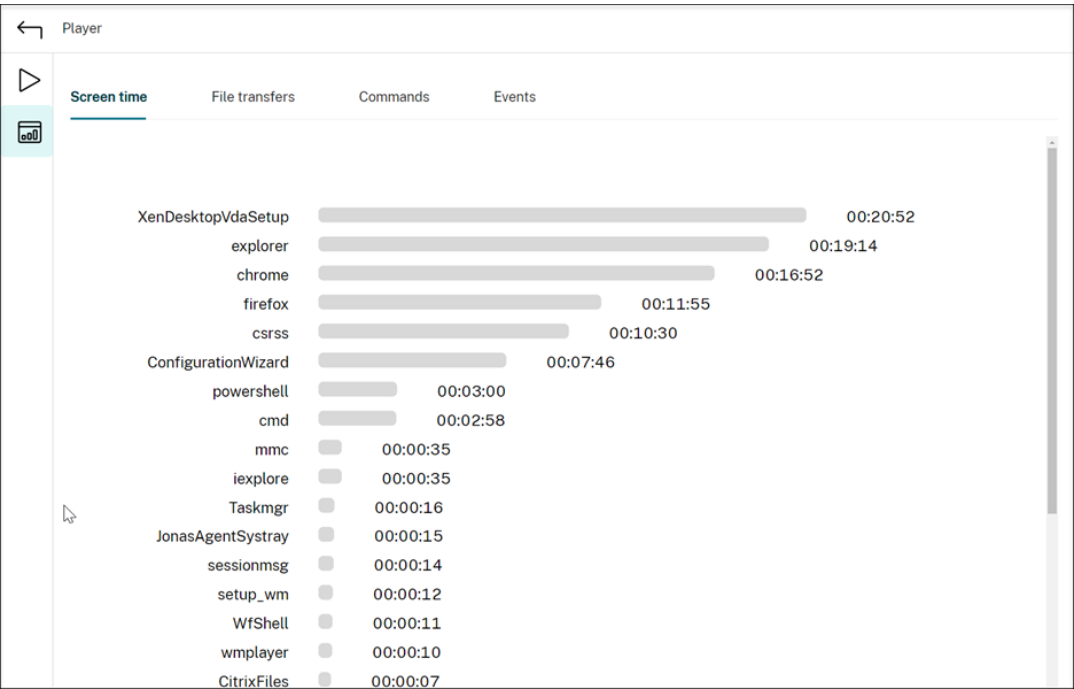 Player
Screen time File transfers Commands Events
XenDesktopVdaSetup 00:20:52
explorer 00:19:14
chrome 00:16:52
firefox 00:11:55
csrss 00:10:30
ConfigurationWizard 00:07:46
powershell 00:03:00
cmd 00:02:58
mmc 00:00:35
iexplore 00:00:35
Taskmgr 00:00:16
JonasAgentSystray 00:00:15
sessionmsg 00:00:14
setup_wm 00:00:12
WfShell 00:00:11
wmplayer 00:00:10
CitrixFiles 00:00:07